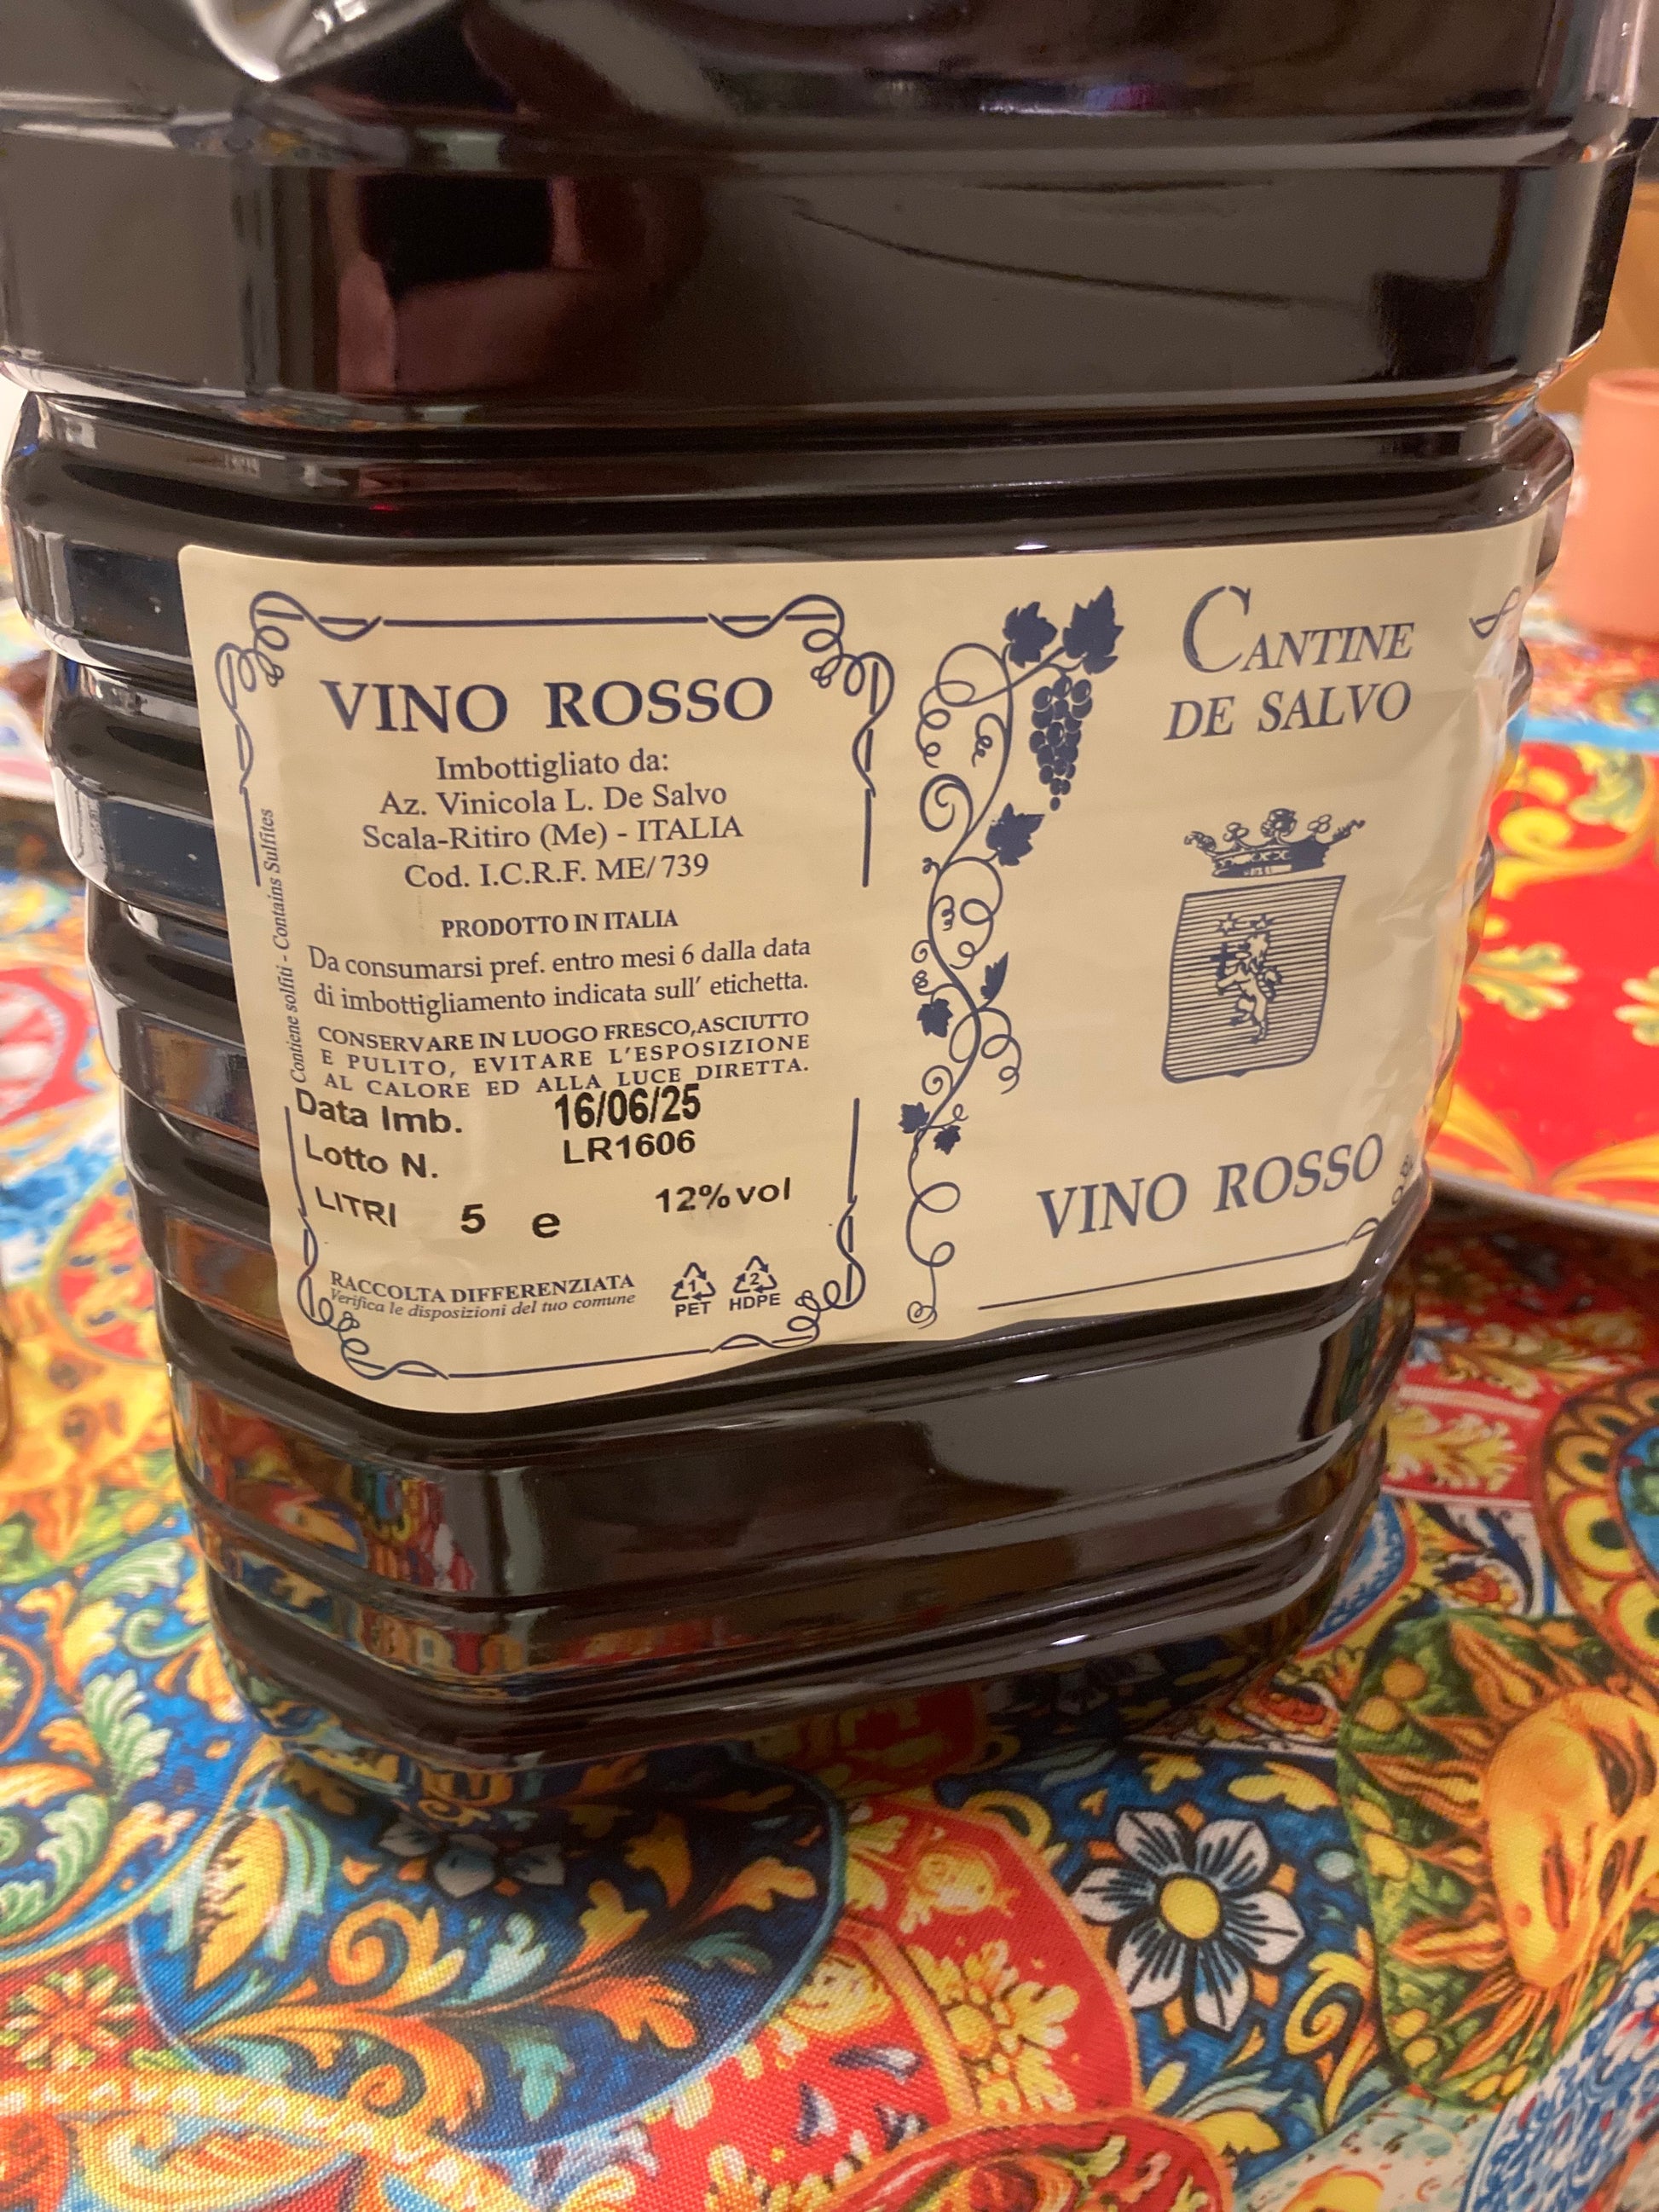 VINO ROSSO
Imbottigliato da:
Az. Vinicola L. De Salvo
Scala-Ritiro (Me) - ITALIA
Cod. I.C.R.F. ME/739
PRODOTTO IN ITALIA
Da consumarsi pref. entro mesi 6 dalla data
di imbottigliamento indicata sull' etichetta.
CONSERVARE IN LUOGO FRESCO,ASCIUTTO
E PULITO, EVITARE L'ESPOSIZIONE
AL CALORE ED ALLA LUCE DIRETTA.
Data Imb. 16/06/25
Lotto N. LR1606
LITRI 5 e 12%vol
RACCOLTA DIFFERENZIATA
Verifica le disposizioni del tuo comune
1 PET
2 HDPE
Contiene solfiti - Contains Sulfites
CANTINE
DE SALVO
VINO ROSSO